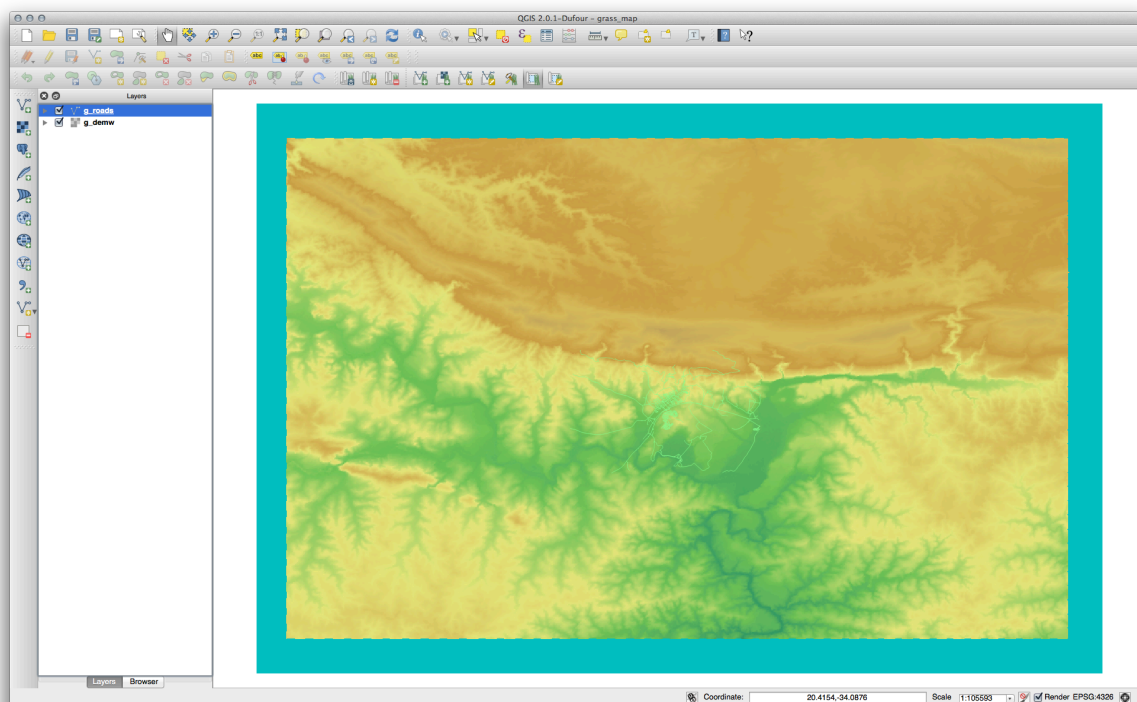 QGIS 2.0.1-Dufour - grass_map
Layers
g_roads
g_demw
Layers Browser
Coordinate: 20.4154,-34.0876 Scale 1:105593 Render EPSG:4326